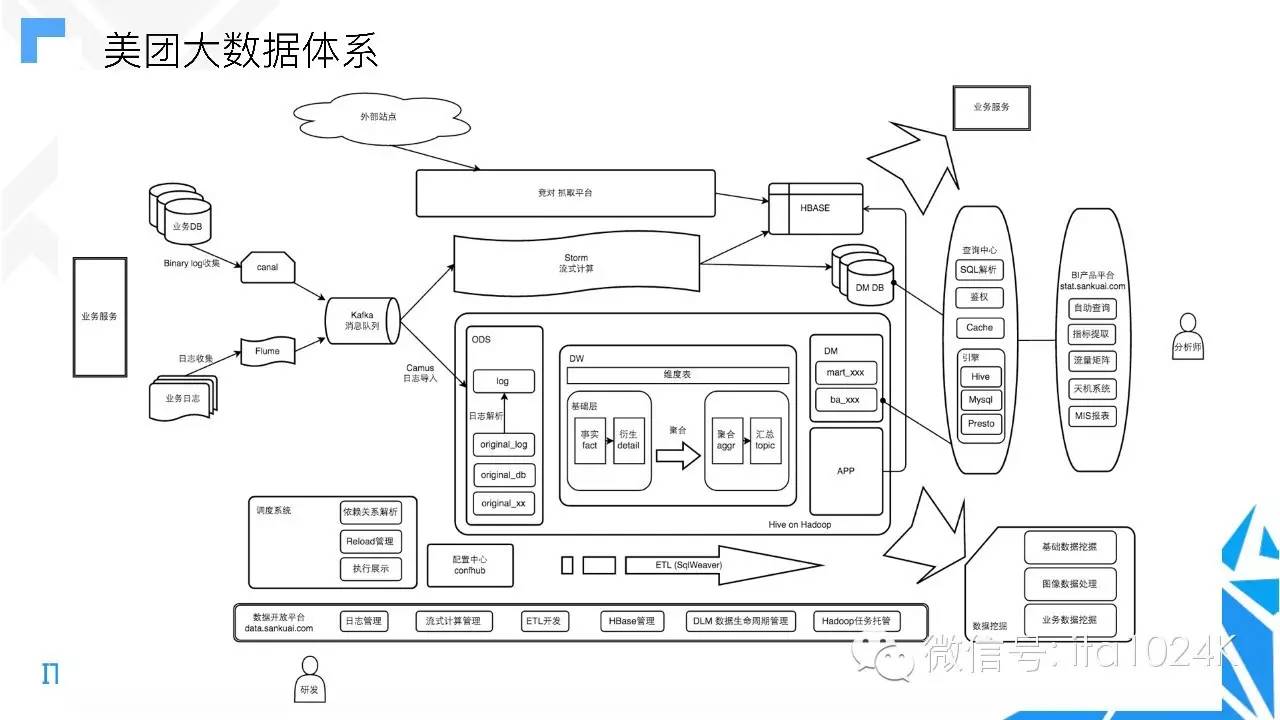 美团大数据体系
外部站点
业务服务
竞对 抓取平台
HBASE
业务DB
Binary log收集
canal
Storm
流式计算
DM DB
业务服务
Kafka
消息队列
日志收集
Flume
业务日志
Camus
日志导入
ODS
log
日志解析
original_log
original_db
original_xx
DW
维度表
基础层
事实
fact
衍生
detail
聚合
聚合
aggr
汇总
topic
DM
mart_xxx
ba_xxx
APP
Hive on Hadoop
查询中心
SQL解析
鉴权
Cache
引擎
Hive
Mysql
Presto
BI产品平台
stat.sankuai.com
自助查询
指标提取
流量矩阵
天机系统
MIS报表
分析师
调度系统
依赖关系解析
Reload管理
执行展示
配置中心
confhub
ETL (SqlWeaver)
基础数据挖掘
图像数据处理
业务数据挖掘
数据挖掘
数据开放平台
data.sankuai.com
日志管理
流式计算管理
ETL开发
HBase管理
DLM 数据生命周期管理
Hadoop任务托管
研发